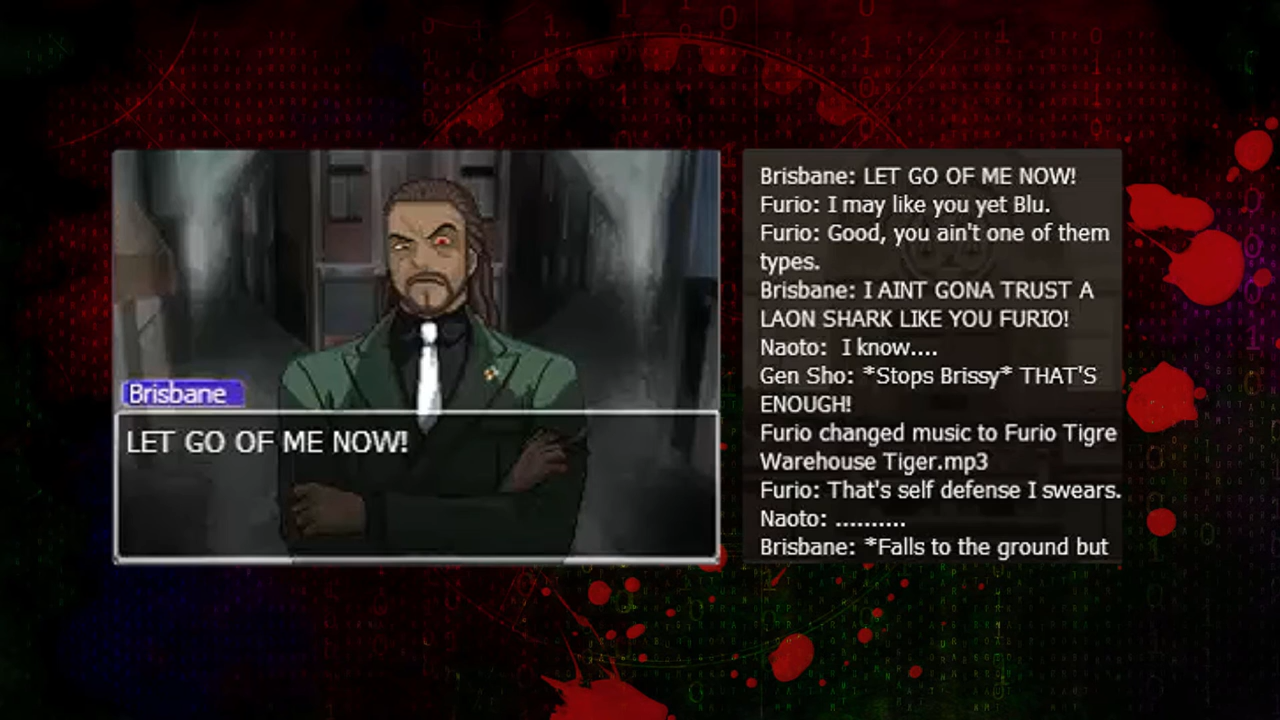 Brisbane
LET GO OF ME NOW!
Brisbane: LET GO OF ME NOW!
Furio: I may like you yet Blu.
Furio: Good, you ain't one of them
types.
Brisbane: I AINT GONA TRUST A
LAON SHARK LIKE YOU FURIO!
Naoto:  I know....
Gen Sho: *Stops Brissy* THAT'S
ENOUGH!
Furio changed music to Furio Tigre
Warehouse Tiger.mp3
Furio: That's self defense I swears.
Naoto: ..........
Brisbane: *Falls to the ground but